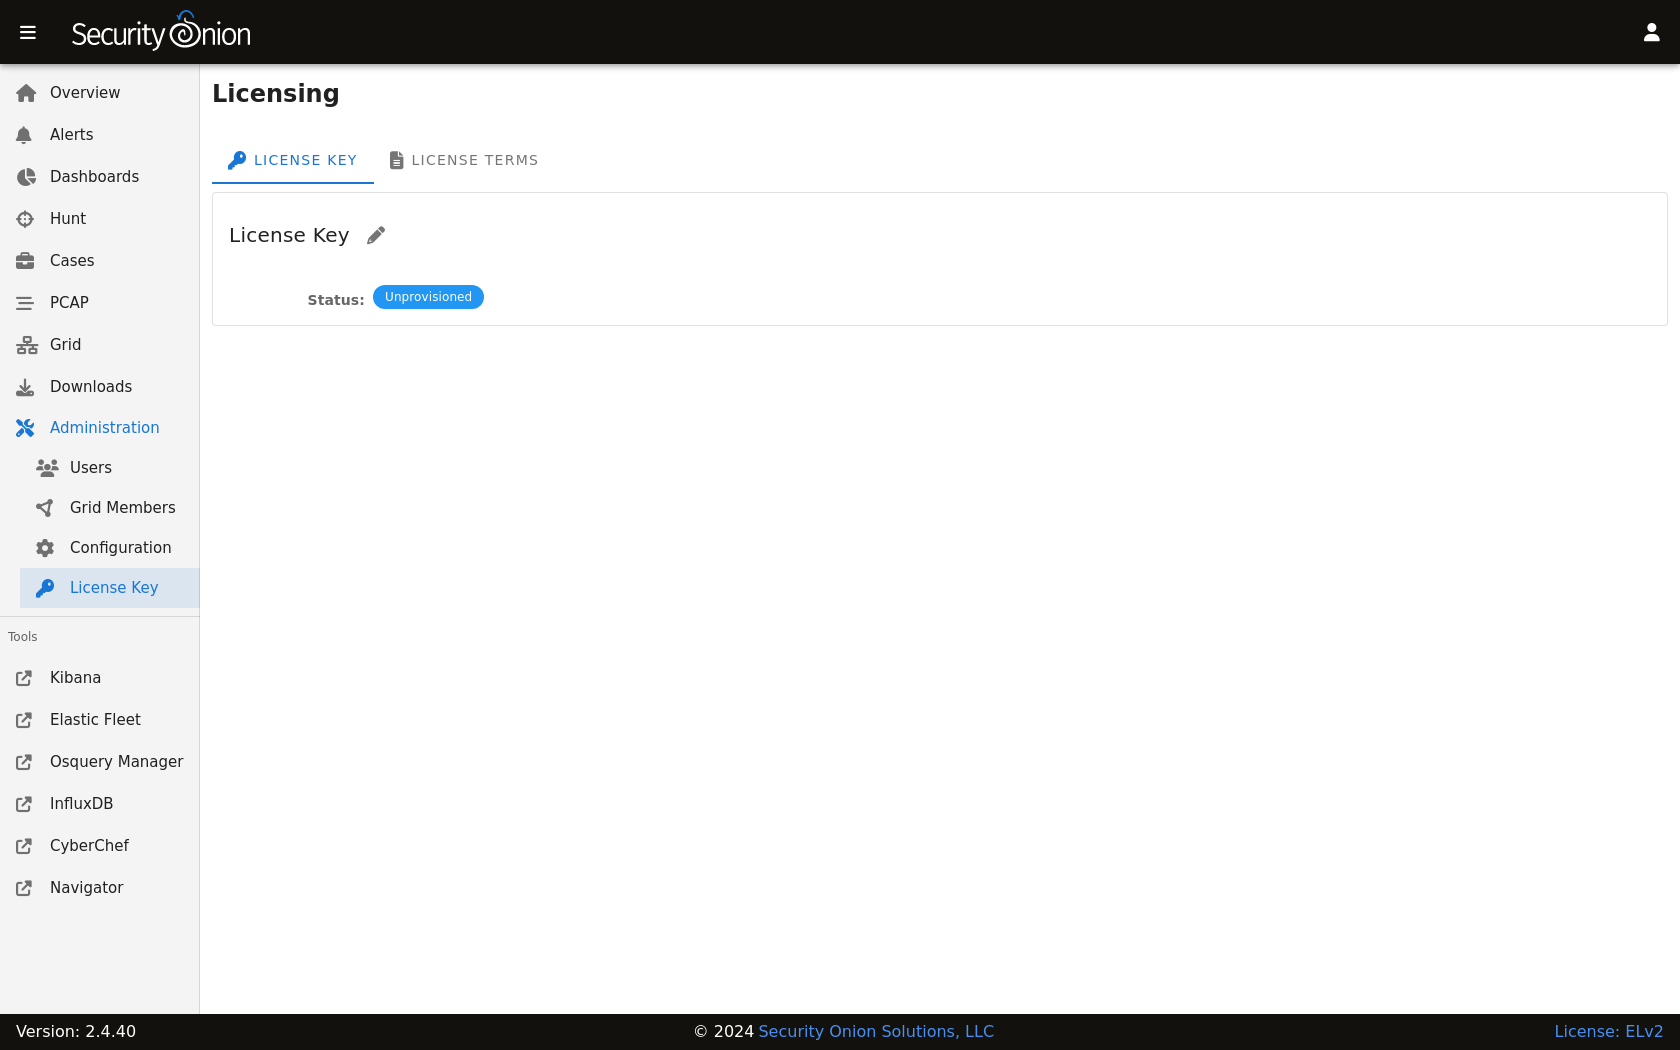 Security Onion
Overview
Alerts
Dashboards
Hunt
Cases
PCAP
Grid
Downloads
Administration
Users
Grid Members
Configuration
License Key
Tools
Kibana
Elastic Fleet
Osquery Manager
InfluxDB
CyberChef
Navigator
Licensing
LICENSE KEY LICENSE TERMS
License Key
Status: Unprovisioned
Version: 2.4.40 © 2024 Security Onion Solutions, LLC License: ELv2